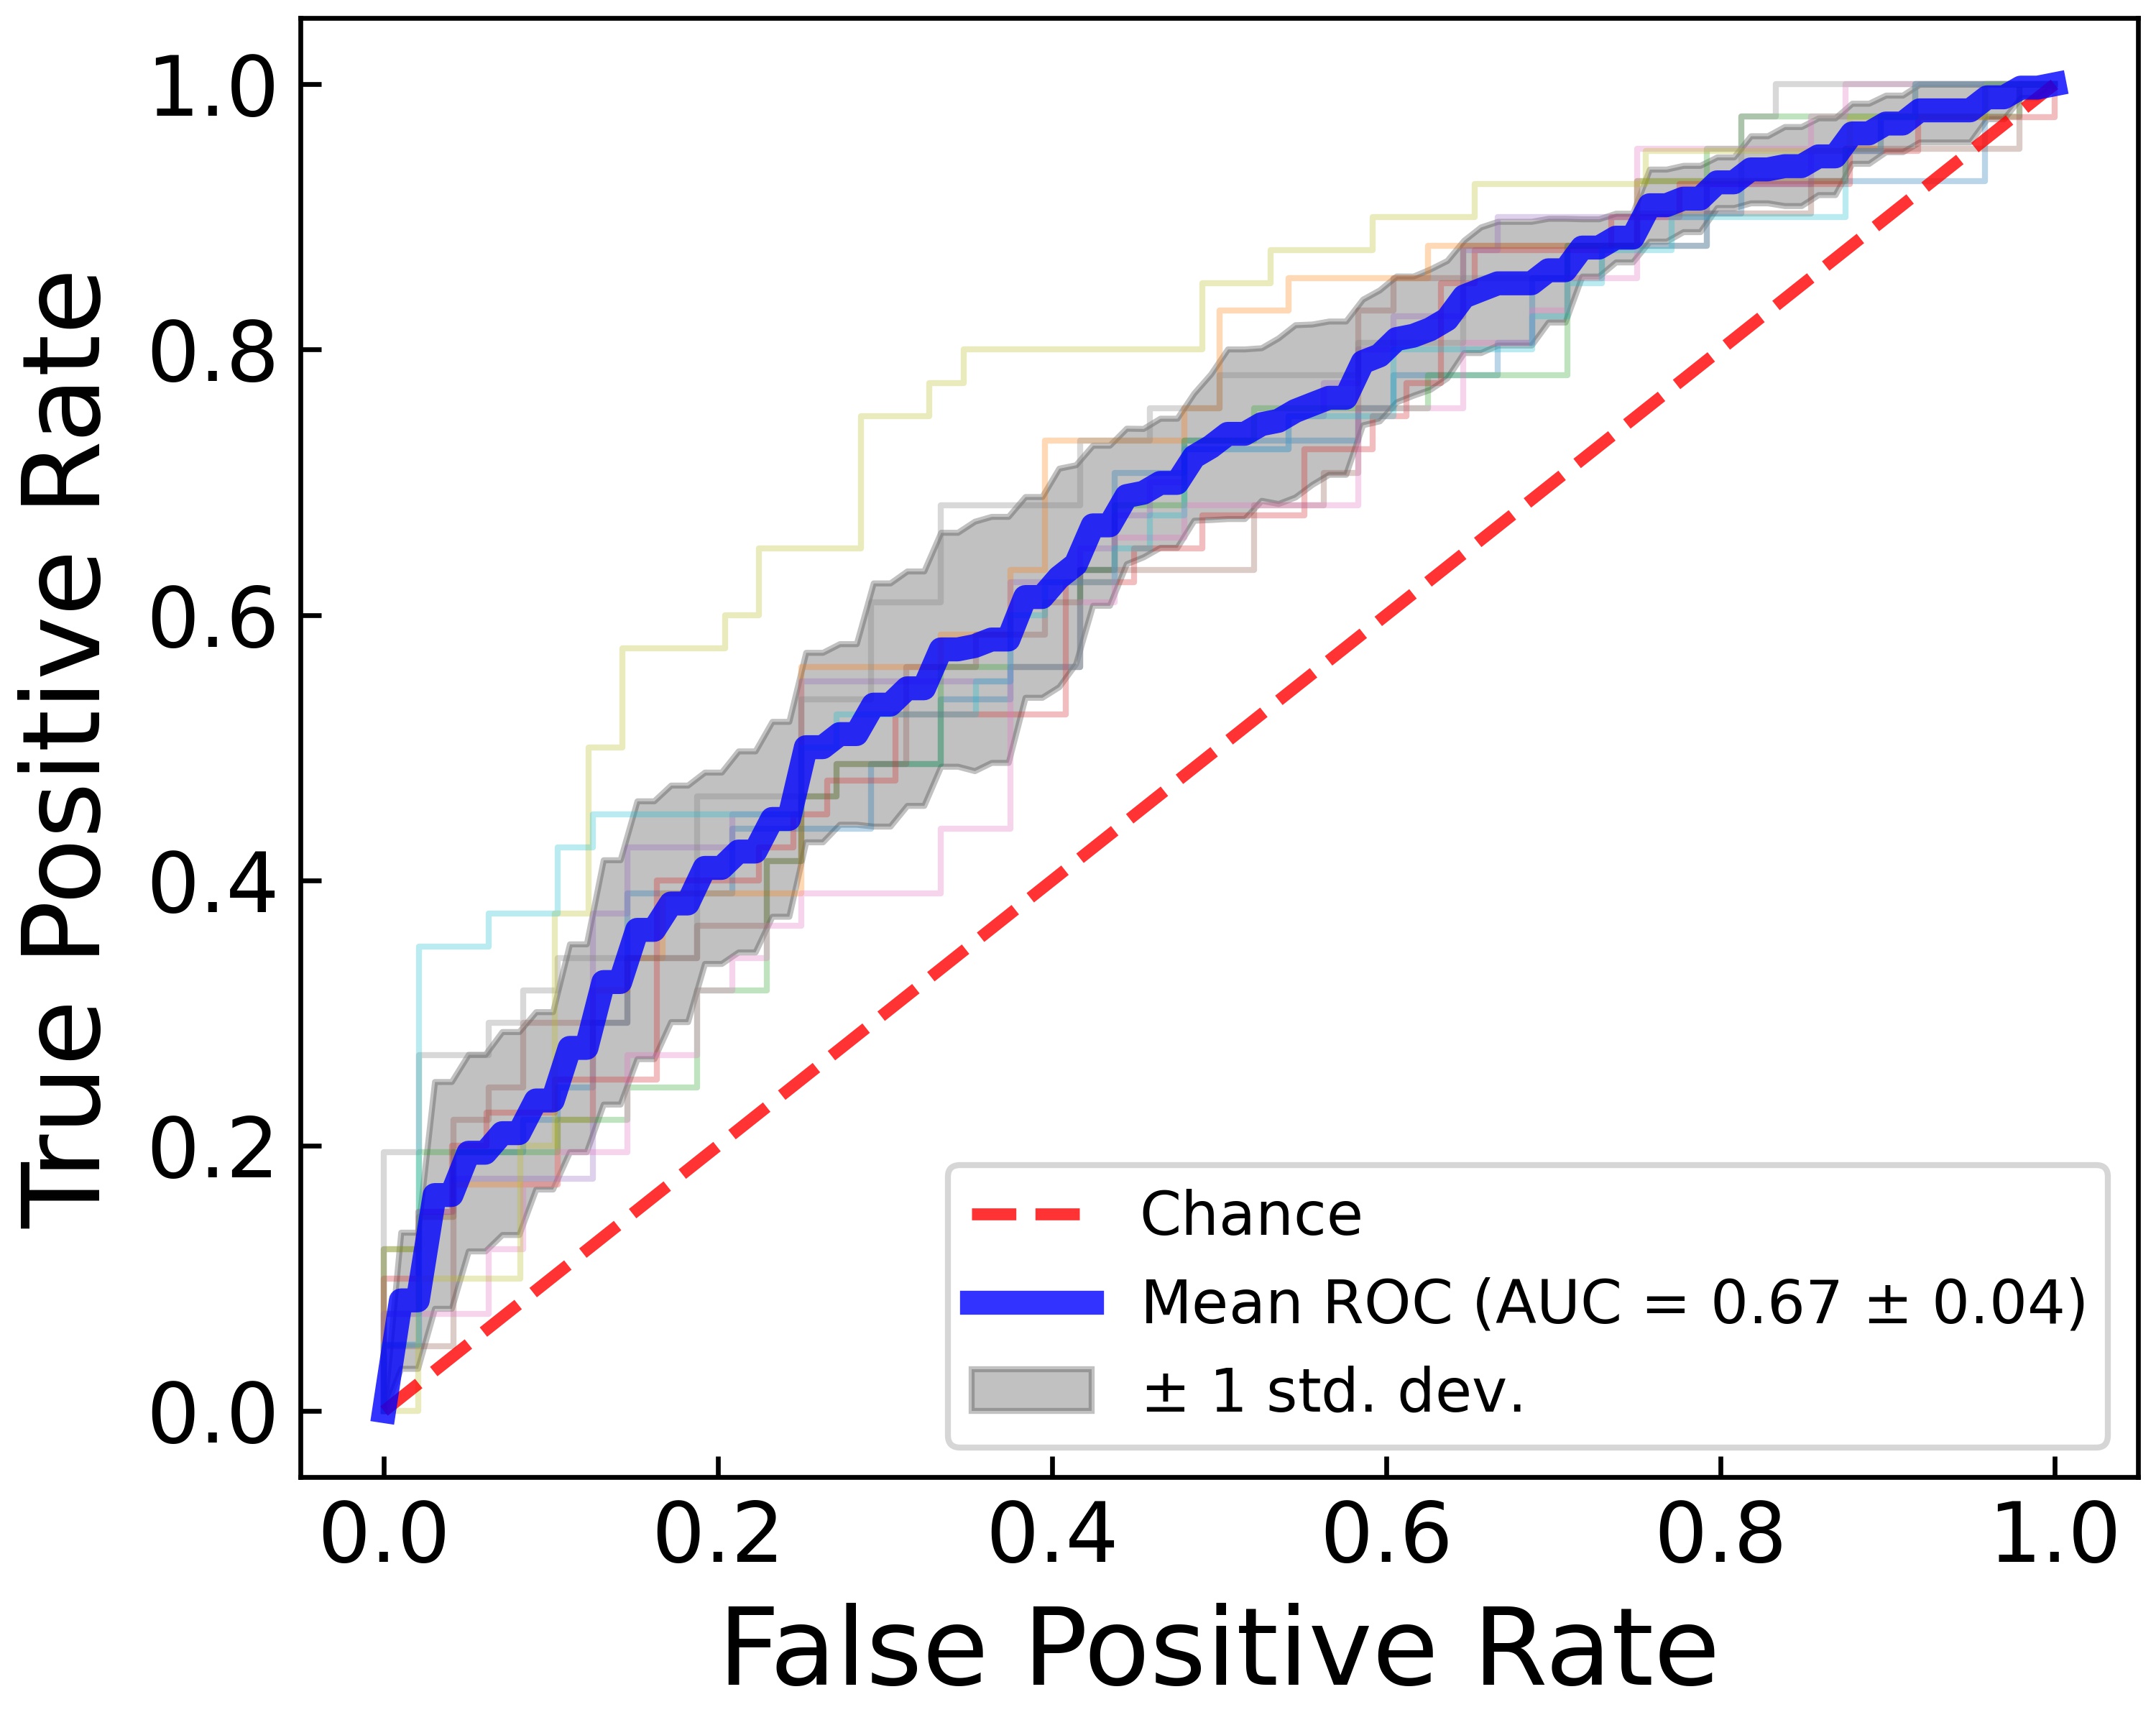 True Positive Rate
1.0
0.8
0.6
0.4
0.2
0.0
Chance
Mean ROC (AUC = 0.67 ± 0.04)
± 1 std. dev.
0.0 0.2 0.4 0.6 0.8 1.0
False Positive Rate